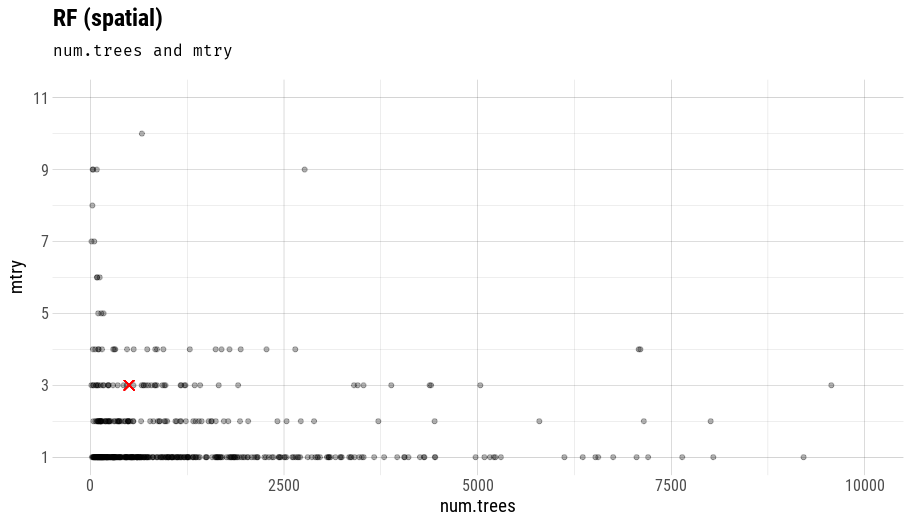 RF (spatial)
num.trees and mtry
11
9
7
5
3
1
mtry
0 2500 5000 7500 10000
num.trees